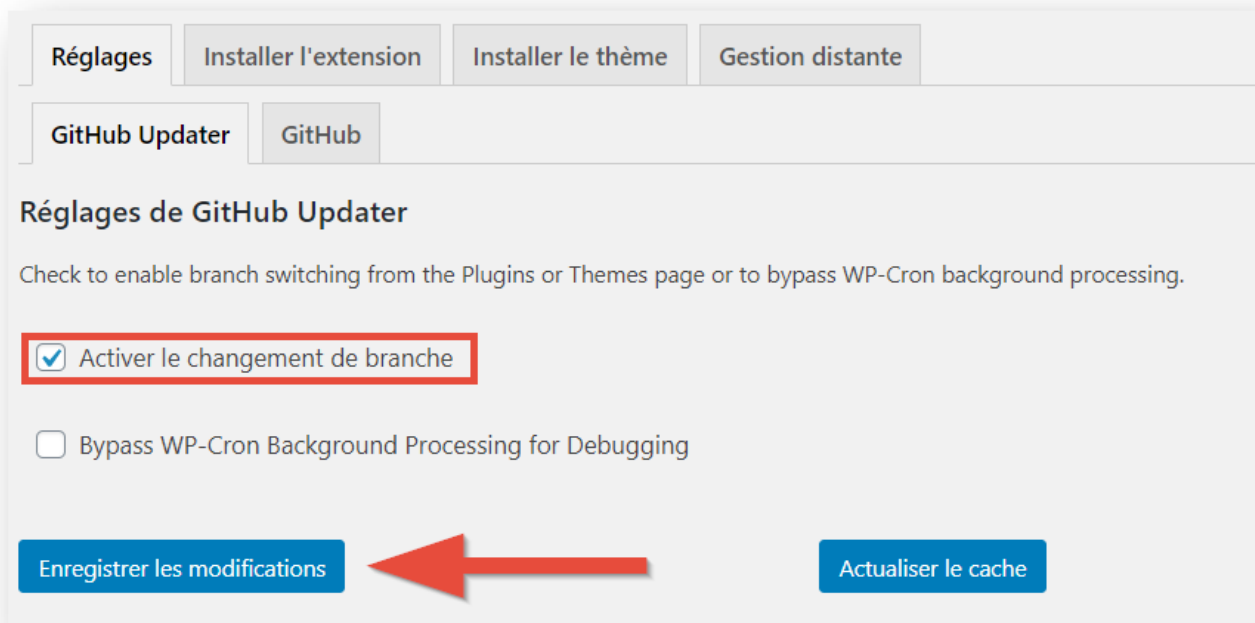 Réglages Installer l'extension Installer le thème Gestion distante
GitHub Updater GitHub
Réglages de GitHub Updater
Check to enable branch switching from the Plugins or Themes page or to bypass WP-Cron background processing.
Activer le changement de branche
Bypass WP-Cron Background Processing for Debugging
Enregistrer les modifications Actualiser le cache